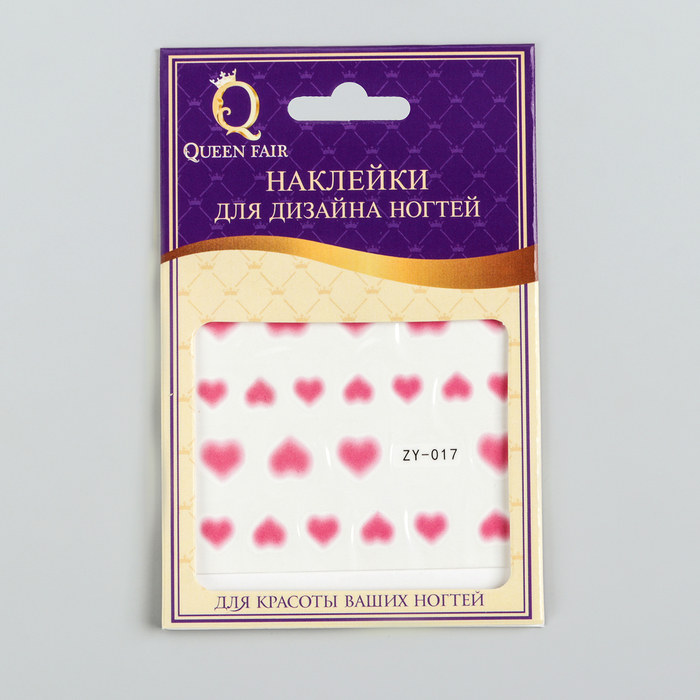 Q
QUEEN FAIR
НАКЛЕЙКИ
ДЛЯ ДИЗАЙНА НОГТЕЙ
ZY-017
ДЛЯ КРАСОТЫ ВАШИХ НОГТЕЙ